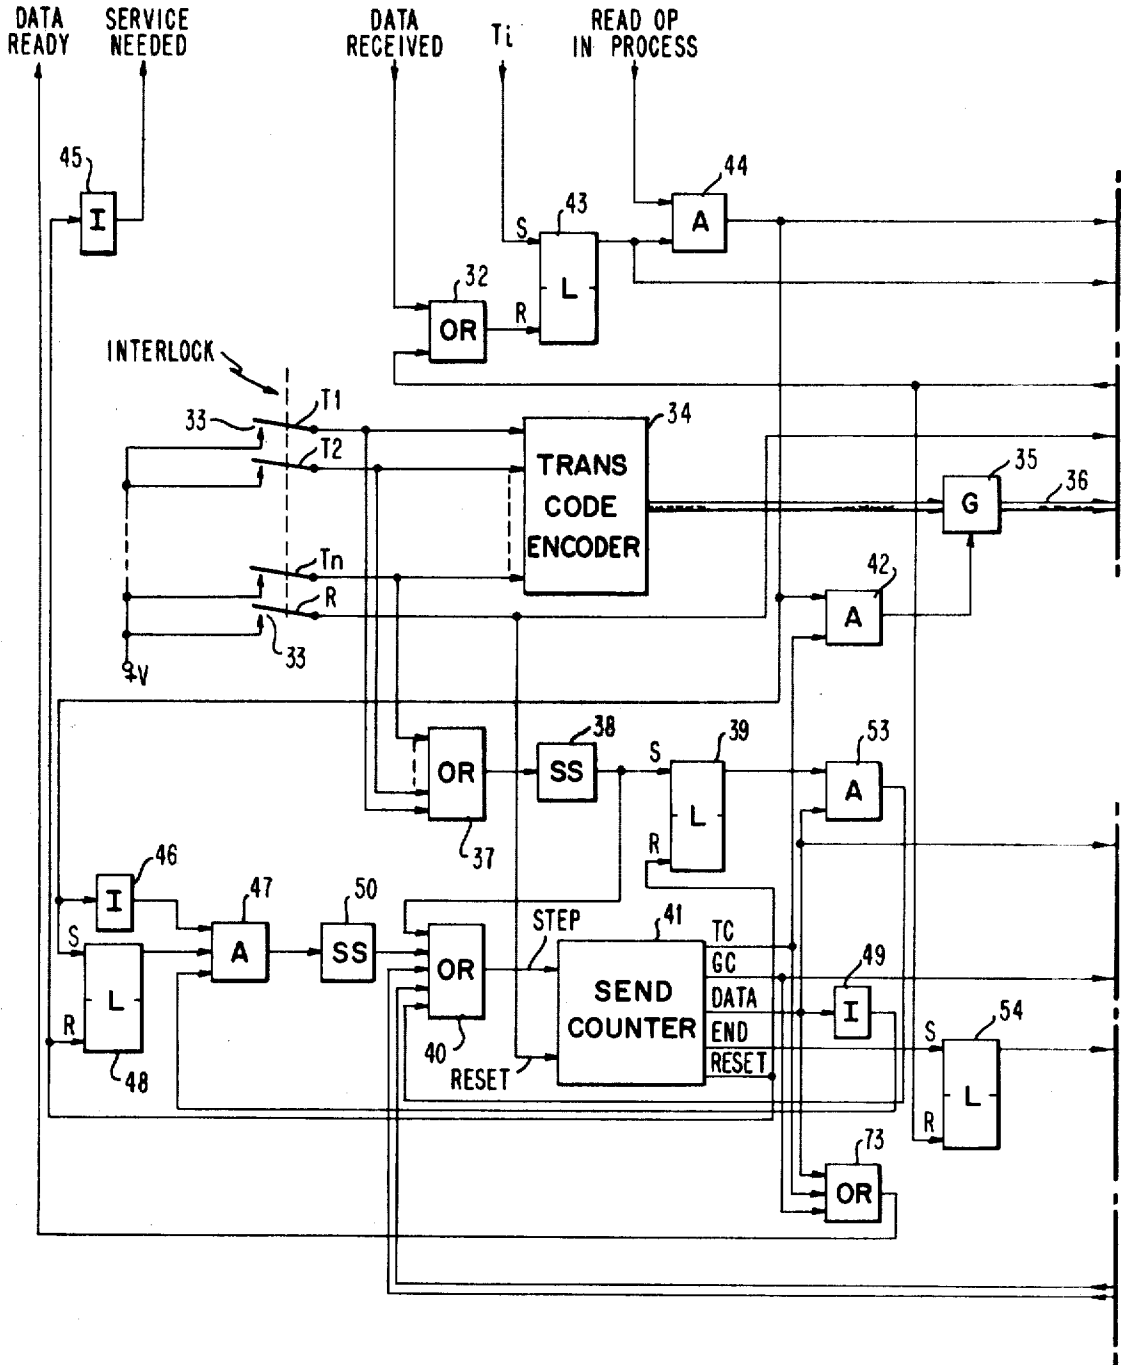 DATA READY
SERVICE NEEDED
DATA RECEIVED
Ti
READ OP IN PROCESS
45
I
44
A
43
S
L
R
32
OR
INTERLOCK
33
T1
T2
Tn
R
33
+V
34
TRANS CODE ENCODER
35
G
36
42
A
OR
37
38
SS
S
39
L
R
53
A
46
I
47
A
50
SS
S
L
R
48
OR
40
STEP
RESET
41
SEND COUNTER
TC
GC
DATA
END
RESET
49
I
S
54
L
R
73
OR